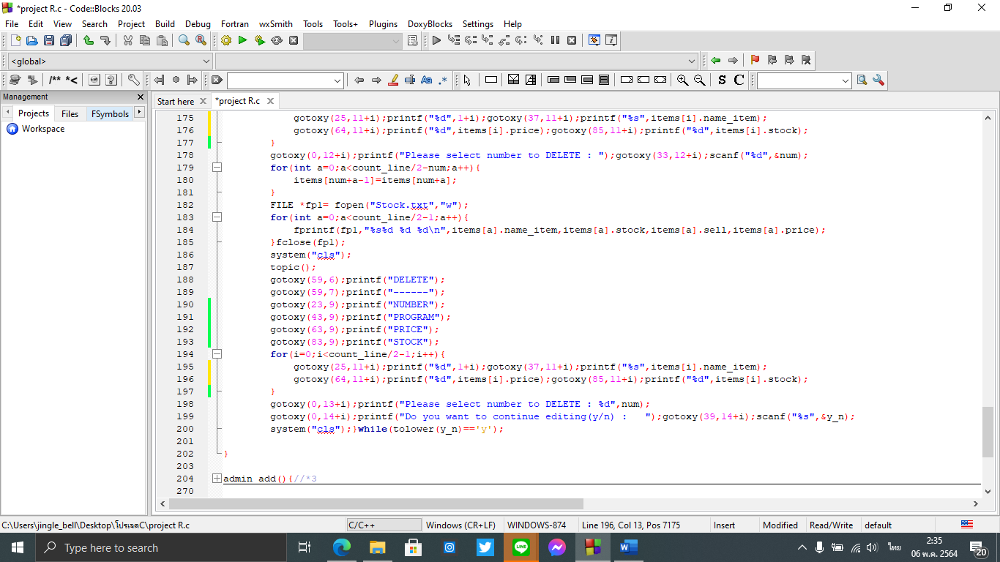 *project R.c - Code::Blocks 20.03
File Edit View Search Project Build Debug Fortran wxSmith Tools Tools+ Plugins DoxyBlocks Settings Help
<global>
/** *<
Aa .*
S C
Management
Start here *project R.c
Projects Files FSymbols
Workspace
175 gotoxy(25,11+i);printf("%d",1+i);gotoxy(37,11+i);printf("%s",items[i].name_item);
176 gotoxy(64,11+i);printf("%d",items[i].price);gotoxy(85,11+i);printf("%d",items[i].stock);
177 }
178 gotoxy(0,12+i);printf("Please select number to DELETE : ");gotoxy(33,12+i);scanf("%d",&num);
179 for(int a=0;a<count_line/2-num;a++){
180 items[num+a-1]=items[num+a];
181 }
182 FILE *fp1= fopen("Stock.txt","w");
183 for(int a=0;a<count_line/2-1;a++){
184 fprintf(fp1,"%s%d %d %d\n",items[a].name_item,items[a].stock,items[a].sell,items[a].price);
185 }fclose(fp1);
186 system("cls");
187 topic();
188 gotoxy(59,6);printf("DELETE");
189 gotoxy(59,7);printf("------");
190 gotoxy(23,9);printf("NUMBER");
191 gotoxy(43,9);printf("PROGRAM");
192 gotoxy(63,9);printf("PRICE");
193 gotoxy(83,9);printf("STOCK");
194 for(i=0;i<count_line/2-1;i++){
195 gotoxy(25,11+i);printf("%d",1+i);gotoxy(37,11+i);printf("%s",items[i].name_item);
196 gotoxy(64,11+i);printf("%d",items[i].price);gotoxy(85,11+i);printf("%d",items[i].stock);
197 }
198 gotoxy(0,13+i);printf("Please select number to DELETE : %d",num);
199 gotoxy(0,14+i);printf("Do you want to continue editing(y/n) :   ");gotoxy(39,14+i);scanf("%s",&y_n);
200 system("cls");}while(tolower(y_n)=='y');
201
202 }
203
204 admin add(){//*3
270
C:\Users\jingle_bell\Desktop\โปรเจคC\project R.c C/C++ Windows (CR+LF) WINDOWS-874 Line 196, Col 13, Pos 7175 Insert Modified Read/Write default
Type here to search
LINE
W
ไทย
2:35
06 พ.ค. 2564
20